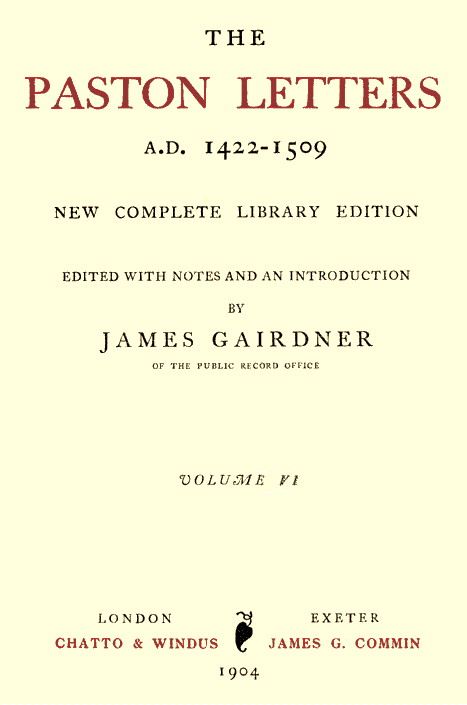 THE
PASTON LETTERS
A.D. 1422-1509
NEW COMPLETE LIBRARY EDITION
EDITED WITH NOTES AND AN INTRODUCTION
BY
JAMES GAIRDNER
OF THE PUBLIC RECORD OFFICE
VOLUME VI
LONDON EXETER
CHATTO & WINDUS JAMES G. COMMIN
1904